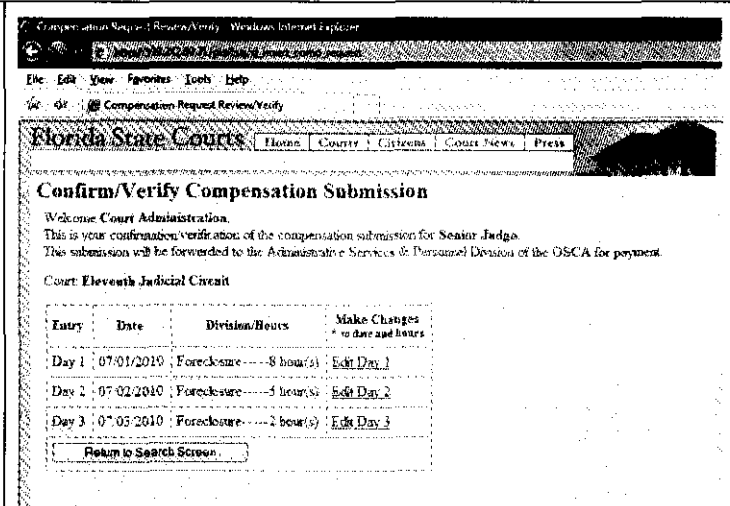 Compensation Request Review/Verify - Windows Internet Explorer
File Edit View Favorites Tools Help
Compensation Request Review/Verify
Florida State Courts Home Courts Citizens Court News Press
Confirm/Verify Compensation Submission
Welcome Court Administration,
This is your confirmation/verification of the compensation submission for Senior Judge.
This submission will be forwarded to the Administrative Services & Personnel Division of the OSCA for payment.
Court: Eleventh Judicial Circuit
Entry Date Division/Hours Make Changes
* to date and hours
Day 1 07/01/2010 Foreclosure-----8 hour(s) Edit Day 1
Day 2 07/02/2010 Foreclosure-----5 hour(s) Edit Day 2
Day 3 07/03/2010 Foreclosure-----2 hour(s) Edit Day 3
Return to Search Screen